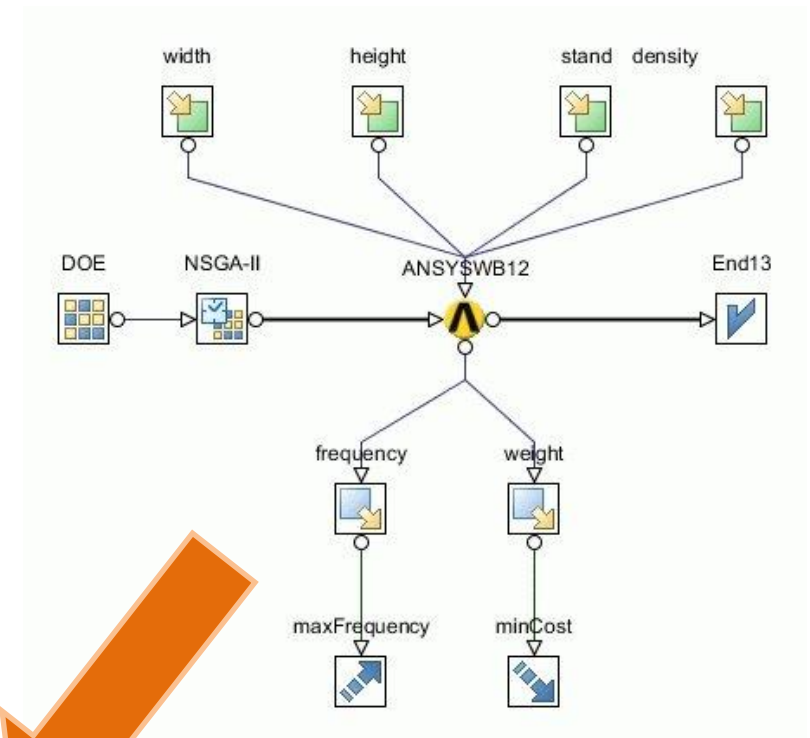 width height stand density
DOE NSGA-II ANSYSWB12 End13
frequency weight
maxFrequency minCost